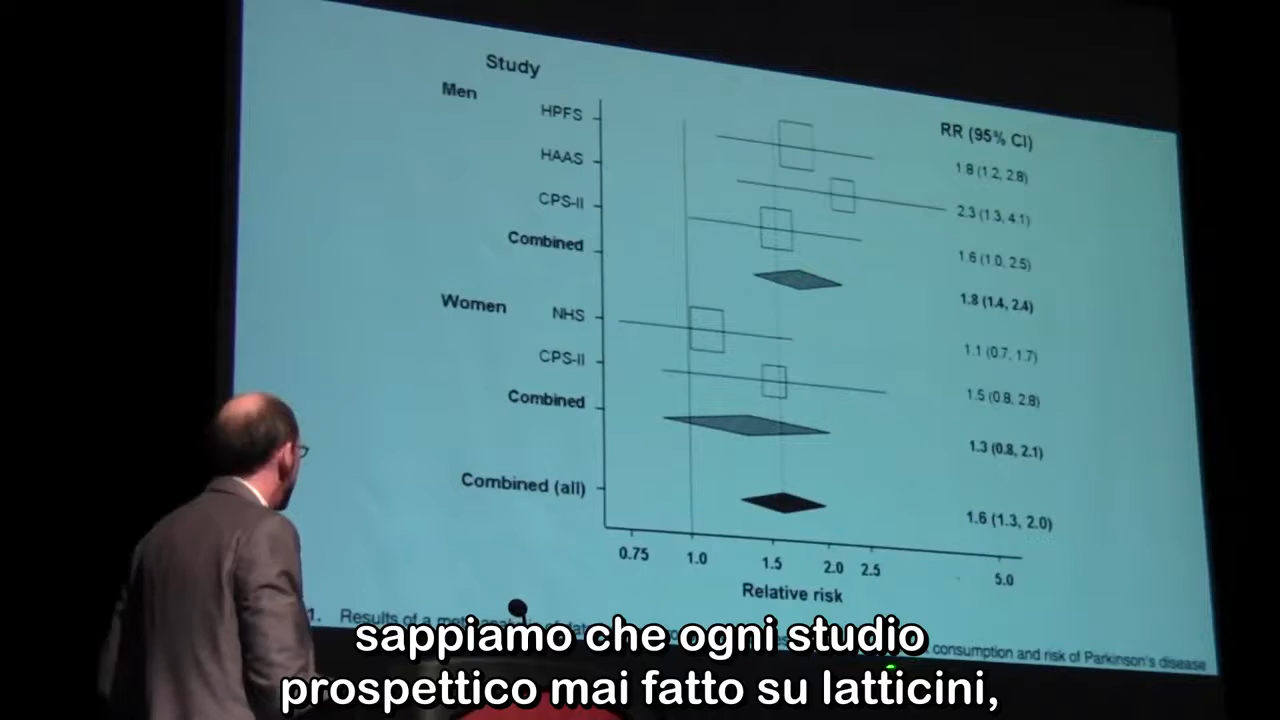 Study
Men
HPFS
HAAS
CPS-II
Combined
Women
NHS
CPS-II
Combined
Combined (all)
RR (95% CI)
1.8 (1.2, 2.8)
2.3 (1.3, 4.1)
1.6 (1.0, 2.5)
1.8 (1.4, 2.4)
1.1 (0.7, 1.7)
1.5 (0.8, 2.8)
1.3 (0.8, 2.1)
1.6 (1.3, 2.0)
0.75 1.0 1.5 2.0 2.5 5.0
Relative risk
1. Results of a consumption and risk of Parkinson's disease
sappiamo che ogni studio
prospettico mai fatto su latticini,